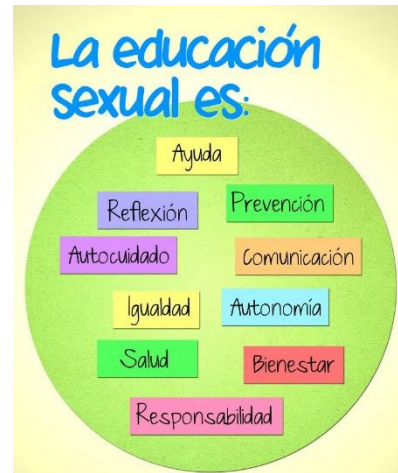 La educación
sexual es:
Ayuda
Reflexión
Prevención
Autocuidado
Comunicación
Igualdad
Autonomía
Salud
Bienestar
Responsabilidad